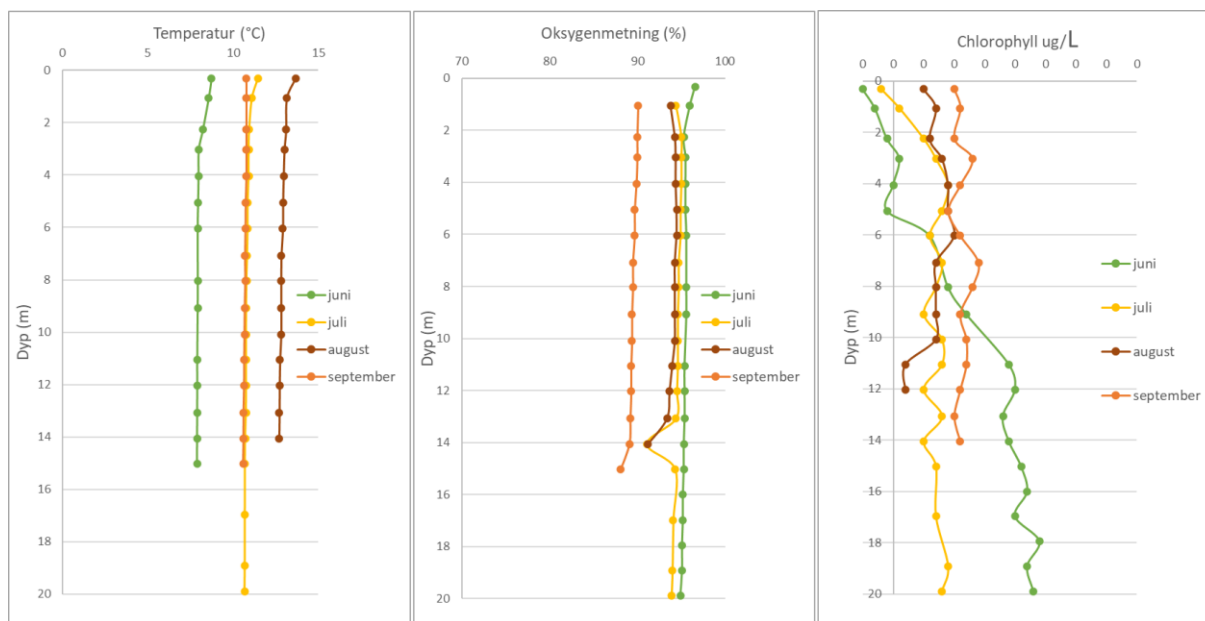 Temperatur (°C)
0 5 10 15
0
2
4
6
8
10
12
14
16
18
20
Dyp (m)
juni
juli
august
september
Oksygenmetning (%)
70 80 90 100
0
2
4
6
8
10
12
14
16
18
20
Dyp (m)
juni
juli
august
september
Chlorophyll ug/L
0 0 0 0 0 0 0 0 0 0
0
2
4
6
8
10
12
14
16
18
20
Dyp (m)
juni
juli
august
september